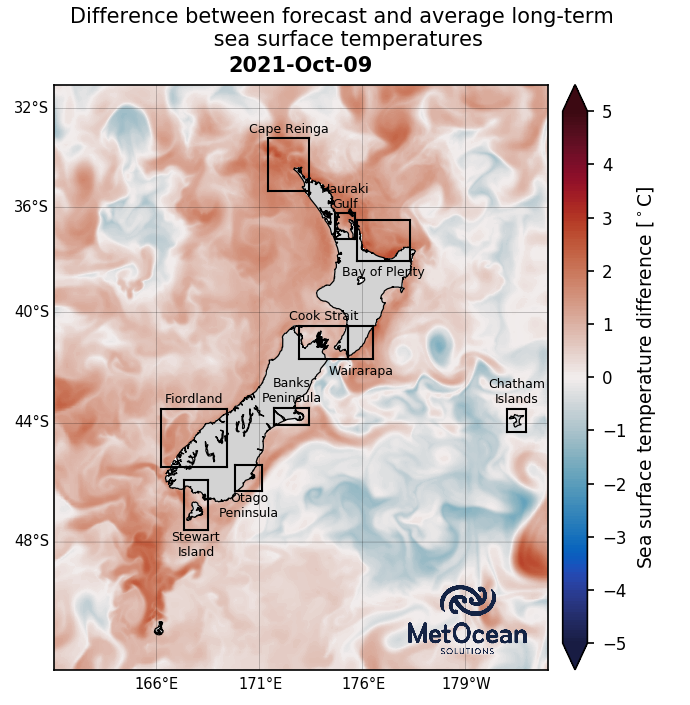 Difference between forecast and average long-term
sea surface temperatures
2021-Oct-09
32°S
36°S
40°S
44°S
48°S
Cape Reinga
Hauraki
Gulf
Bay of Plenty
Cook Strait
Wairarapa
Banks
Peninsula
Fiordland
Chatham
Islands
Otago
Peninsula
Stewart
Island
MetOcean
SOLUTIONS
166°E
171°E
176°E
179°W
5
4
3
2
1
0
−1
−2
−3
−4
−5
Sea surface temperature difference [°C]